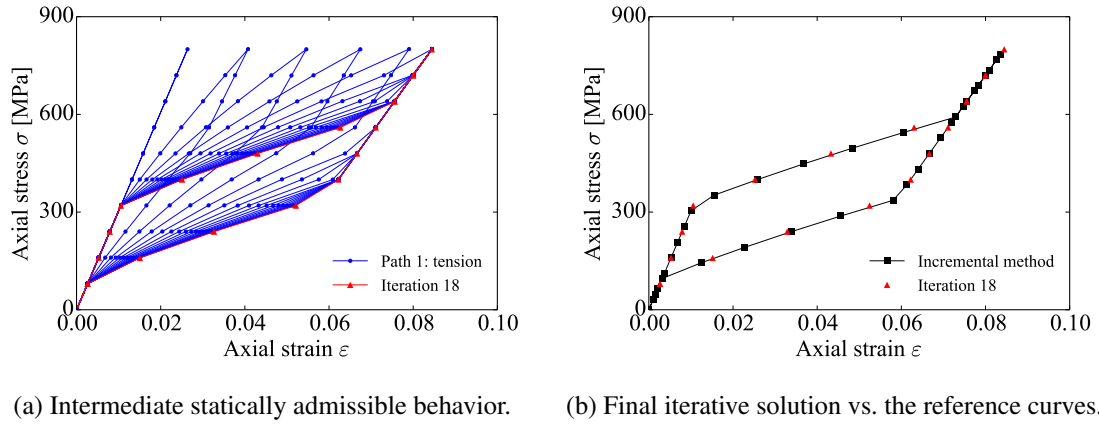 900
600
300
0
0.00
0.02
0.04
0.06
0.08
0.10
Axial stress σ [MPa]
Axial strain ε
Path 1: tension
Iteration 18
(a) Intermediate statically admissible behavior.
900
600
300
0
0.00
0.02
0.04
0.06
0.08
0.10
Axial stress σ [MPa]
Axial strain ε
Incremental method
Iteration 18
(b) Final iterative solution vs. the reference curves.